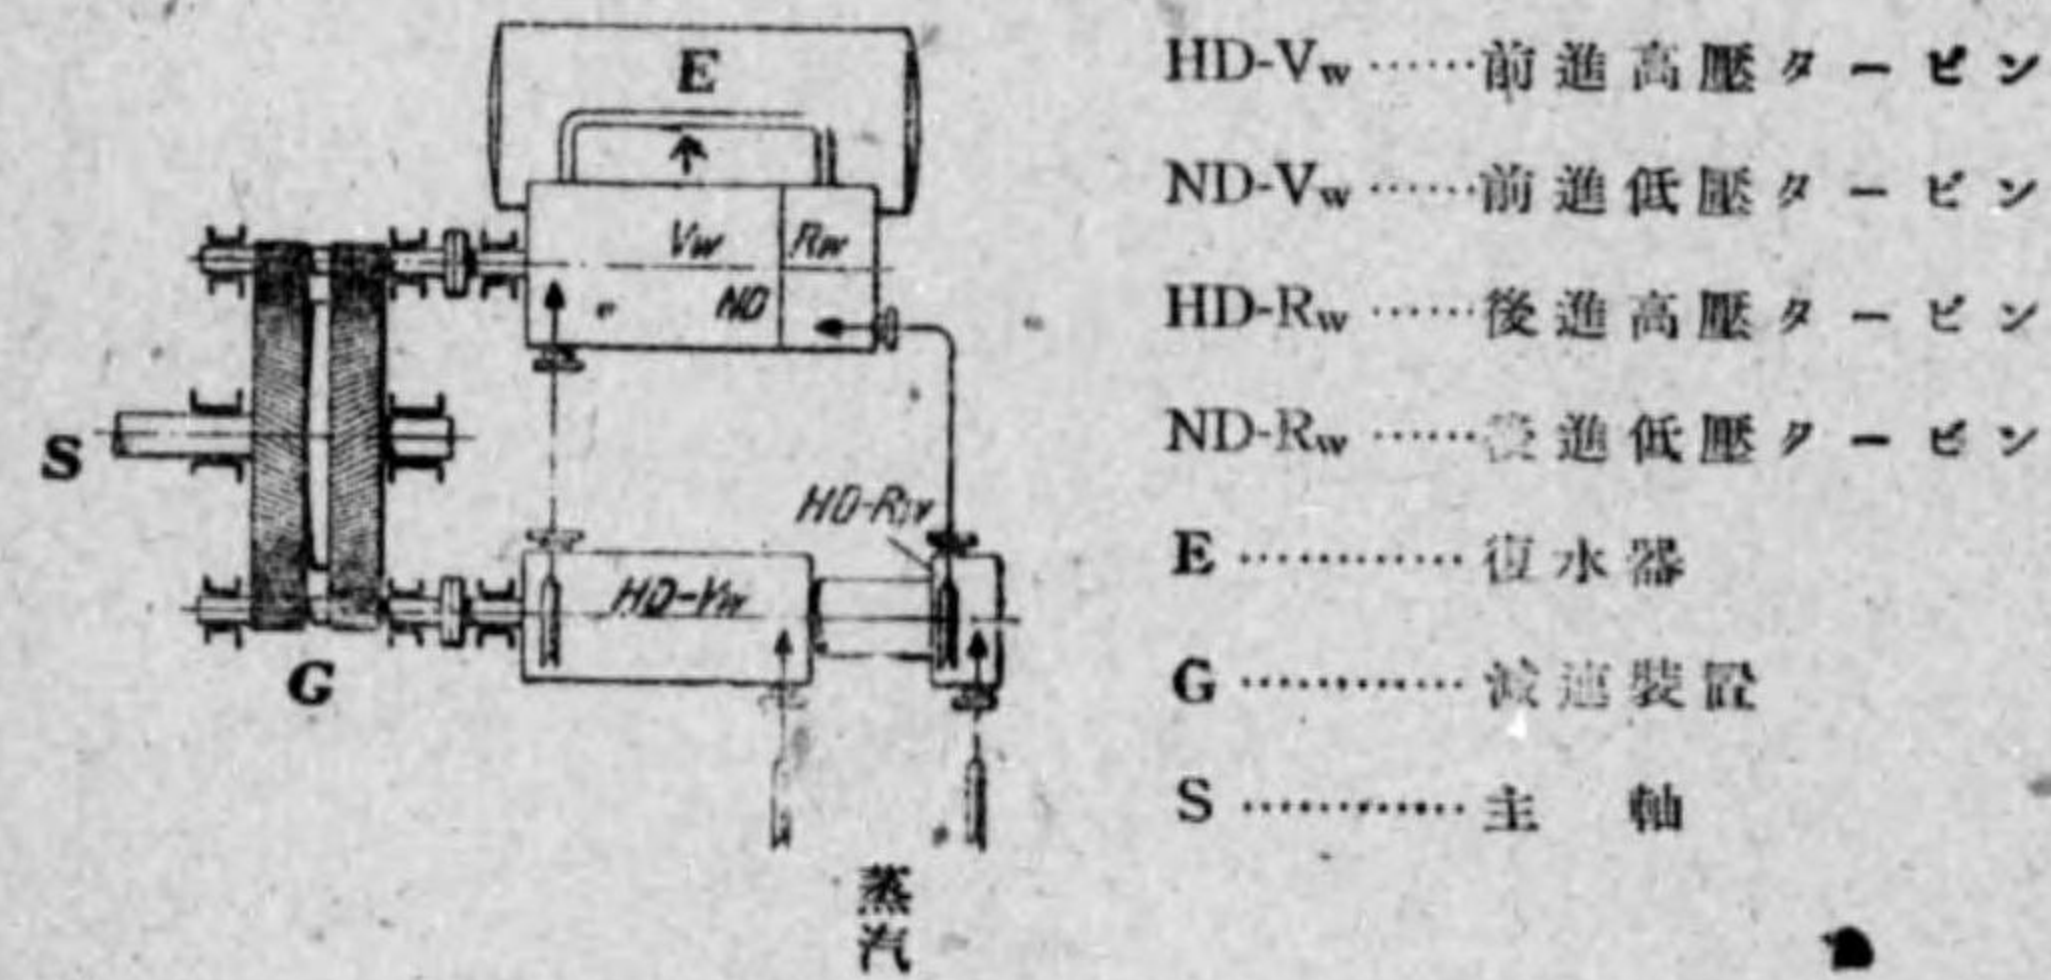 E
Vw
Rw
ND
S
HD-Rw
HD-Vw
G
蒸
汽
HD-Vw……前進高壓タービン
ND-Vw……前進低壓タービン
HD-Rw……後進高壓タービン
ND-Rw……後進低壓タービン
E…………復水器
G…………減速裝置
S…………主　軸